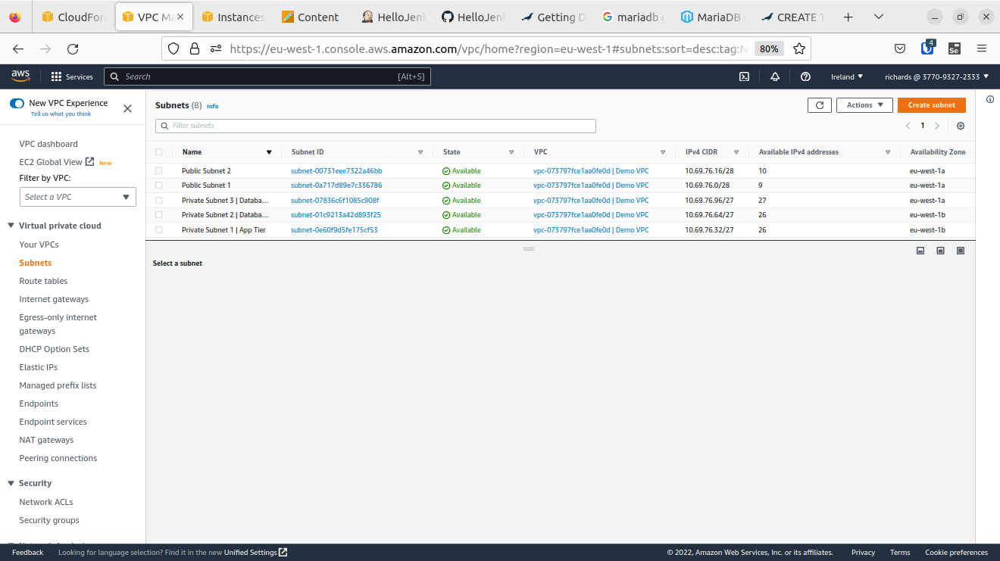 CloudFor
VPC Ma
Instances
Content
HelloJenk
HelloJenk
Getting D
mariadb g
MariaDB
CREATE T
https://eu-west-1.console.aws.amazon.com/vpc/home?region=eu-west-1#subnets:sort=desc:tag:N
80%
4
Se
aws
Services
Search
[Alt+S]
Ireland
richards @ 3770-9327-2333
New VPC Experience
Tell us what you think
VPC dashboard
EC2 Global View New
Filter by VPC:
Select a VPC
Virtual private cloud
Your VPCs
Subnets
Route tables
Internet gateways
Egress-only internet
gateways
DHCP Option Sets
Elastic IPs
Managed prefix lists
Endpoints
Endpoint services
NAT gateways
Peering connections
Security
Network ACLs
Security groups
Subnets (8) Info
Actions
Create subnet
Filter subnets
1
Name Subnet ID State VPC IPv4 CIDR Available IPv4 addresses Availability Zone
Public Subnet 2 subnet-00731eee7322a46bb Available vpc-073797fce1aa0fe0d | Demo VPC 10.69.76.16/28 10 eu-west-1a
Public Subnet 1 subnet-0a717d89e7c336786 Available vpc-073797fce1aa0fe0d | Demo VPC 10.69.76.0/28 9 eu-west-1a
Private Subnet 3 | Databa... subnet-07836c6f1085c908f Available vpc-073797fce1aa0fe0d | Demo VPC 10.69.76.96/27 27 eu-west-1a
Private Subnet 2 | Databa... subnet-01c9213a42d893f25 Available vpc-073797fce1aa0fe0d | Demo VPC 10.69.76.64/27 26 eu-west-1b
Private Subnet 1 | App Tier subnet-0e60f9d5fe175cf53 Available vpc-073797fce1aa0fe0d | Demo VPC 10.69.76.32/27 26 eu-west-1b
Select a subnet
Feedback
Looking for language selection? Find it in the new Unified Settings
© 2022, Amazon Web Services, Inc. or its affiliates.
Privacy
Terms
Cookie preferences